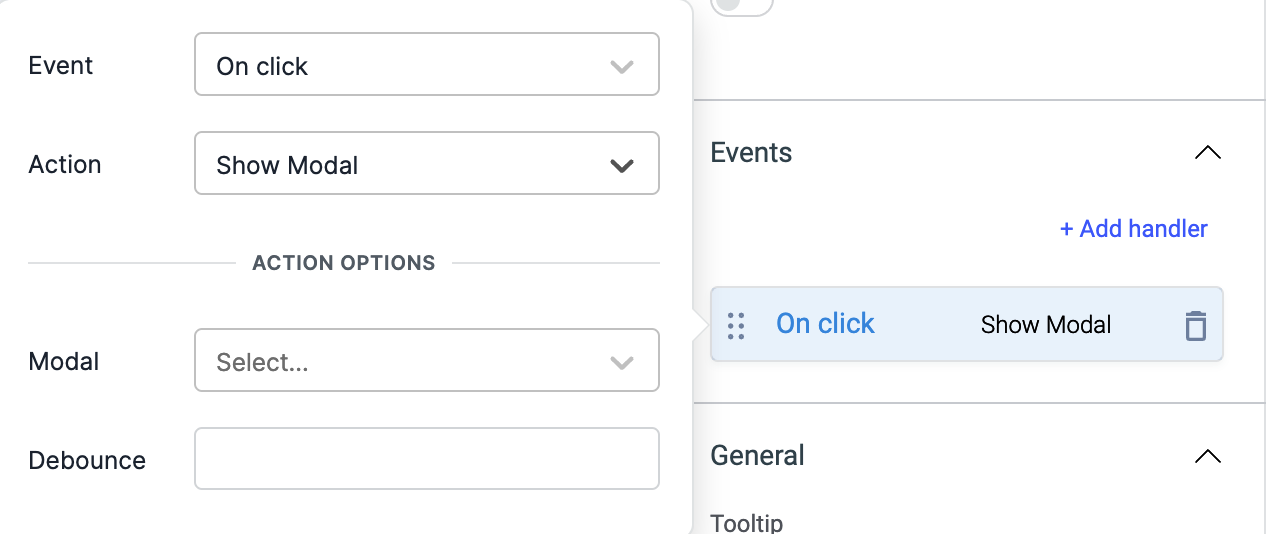 Event
On click
Action
Show Modal
ACTION OPTIONS
Modal
Select...
Debounce
Events
+ Add handler
On click
Show Modal
General
Tooltip